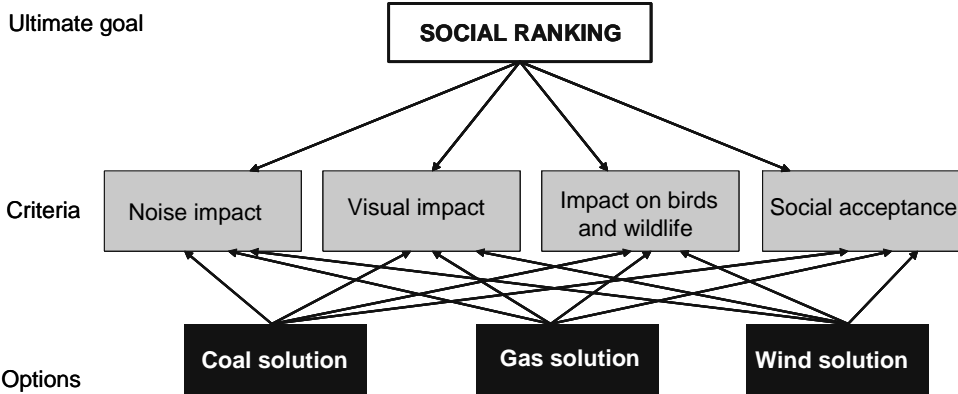 Ultimate goal
SOCIAL RANKING
Criteria
Noise impact
Visual impact
Impact on birds
and wildlife
Social acceptance
Options
Coal solution
Gas solution
Wind solution